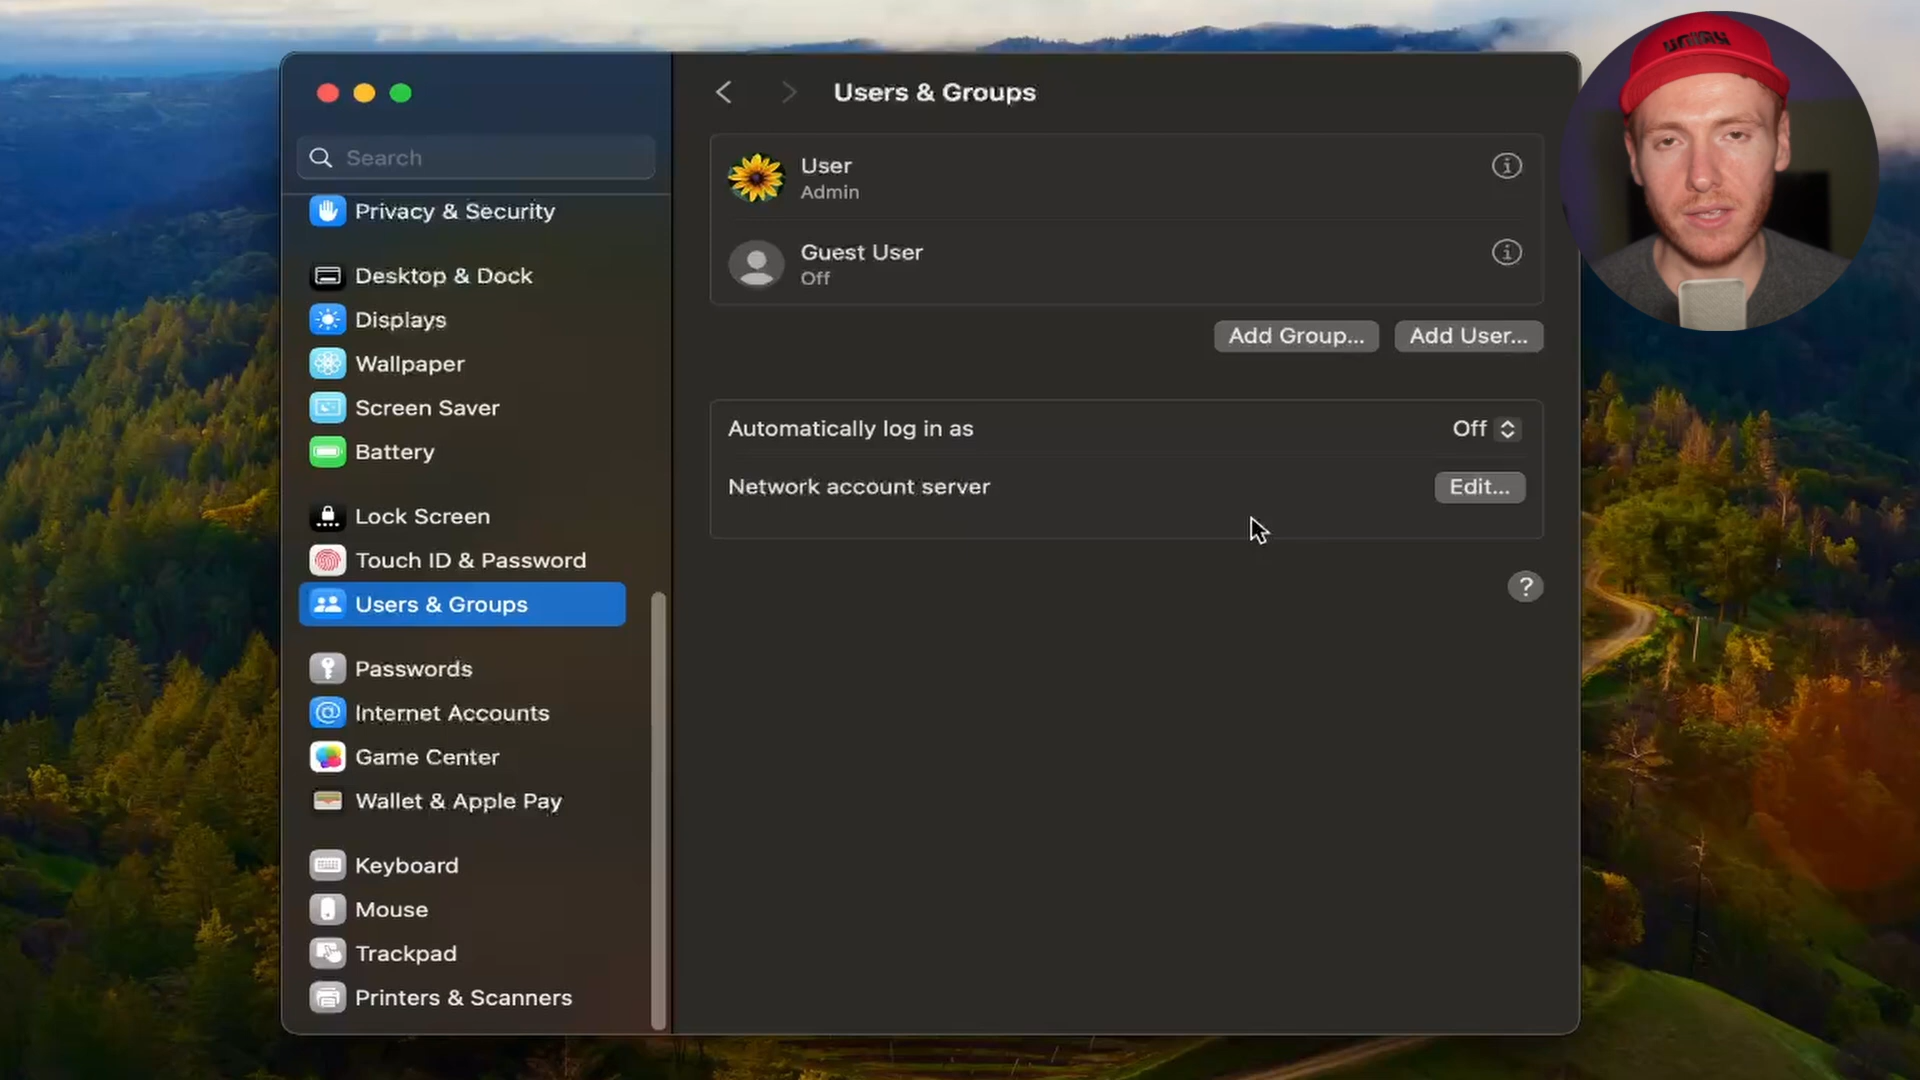 Search
Privacy & Security
Desktop & Dock
Displays
Wallpaper
Screen Saver
Battery
Lock Screen
Touch ID & Password
Users & Groups
Passwords
Internet Accounts
Game Center
Wallet & Apple Pay
Keyboard
Mouse
Trackpad
Printers & Scanners
Users & Groups
User
Admin
Guest User
Off
Add Group...
Add User...
Automatically log in as
Off
Network account server
Edit...
?